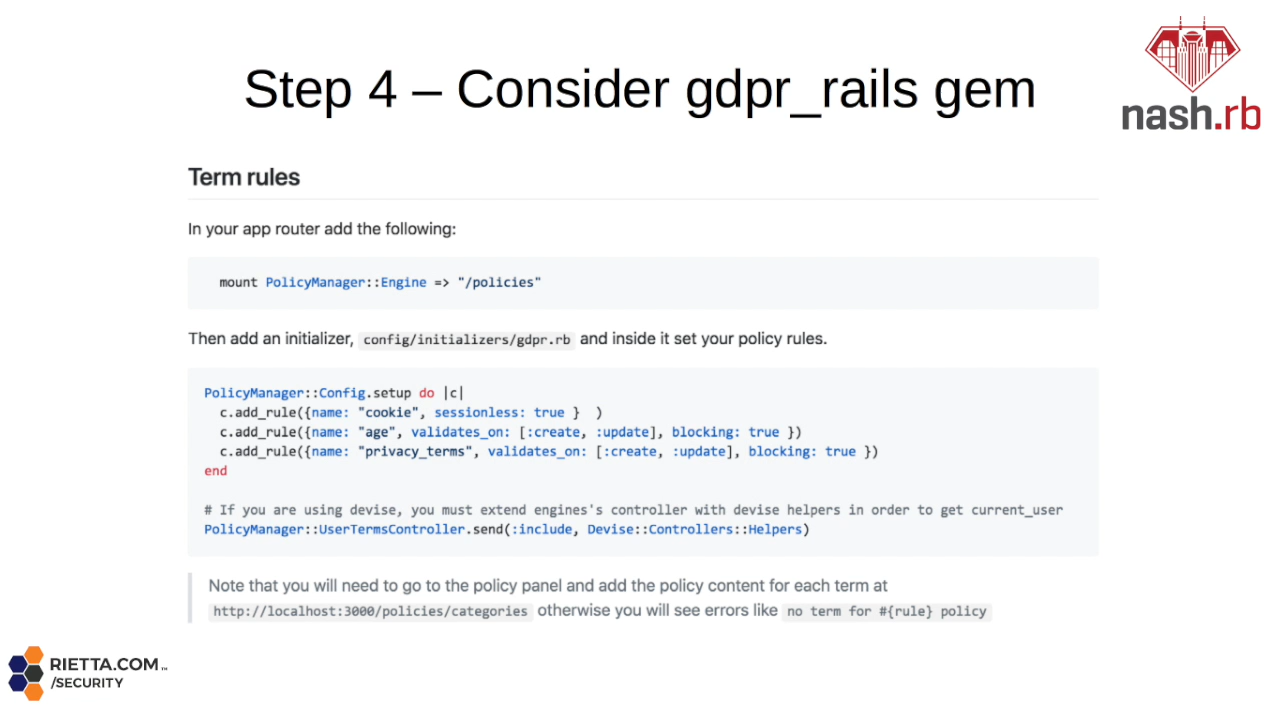 Step 4 – Consider gdpr_rails gem
nash.rb
Term rules
In your app router add the following:
mount PolicyManager::Engine => "/policies"
Then add an initializer, config/initializers/gdpr.rb and inside it set your policy rules.
PolicyManager::Config.setup do |c|
c.add_rule({name: "cookie", sessionless: true }  )
c.add_rule({name: "age", validates_on: [:create, :update], blocking: true })
c.add_rule({name: "privacy_terms", validates_on: [:create, :update], blocking: true })
end
# If you are using devise, you must extend engines's controller with devise helpers in order to get current_user
PolicyManager::UserTermsController.send(:include, Devise::Controllers::Helpers)
Note that you will need to go to the policy panel and add the policy content for each term at
http://localhost:3000/policies/categories otherwise you will see errors like no term for #{rule} policy
RIETTA.COM
/SECURITY